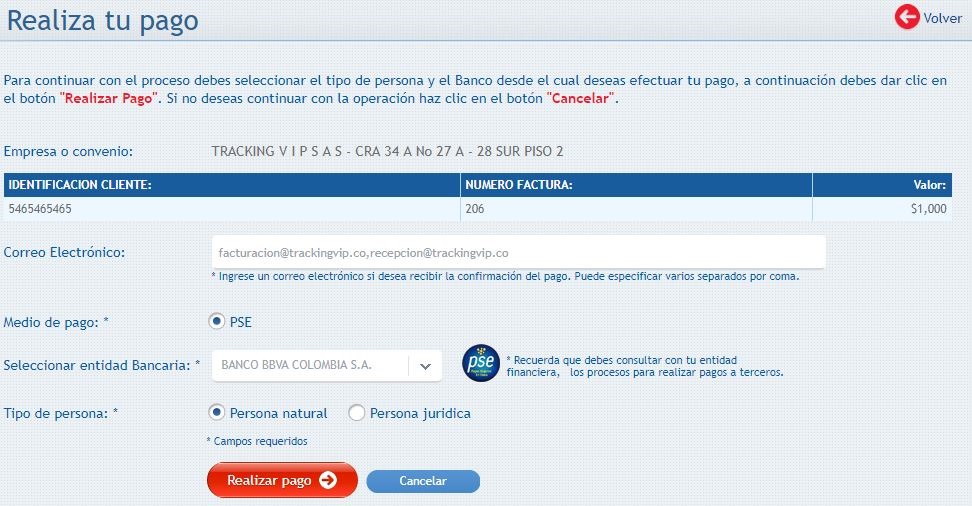 Realiza tu pago
Volver
Para continuar con el proceso debes seleccionar el tipo de persona y el Banco desde el cual deseas efectuar tu pago, a continuación debes dar clic en
el botón "Realizar Pago". Si no deseas continuar con la operación haz clic en el botón "Cancelar".
Empresa o convenio: TRACKING V I P S A S - CRA 34 A No 27 A - 28 SUR PISO 2
IDENTIFICACION CLIENTE: NUMERO FACTURA: Valor:
5465465465 206 $1,000
Correo Electrónico: facturacion@trackingvip.co,recepcion@trackingvip.co
* Ingrese un correo electrónico si desea recibir la confirmación del pago. Puede especificar varios separados por coma.
Medio de pago: * PSE
Seleccionar entidad Bancaria: * BANCO BBVA COLOMBIA S.A.
pse
* Recuerda que debes consultar con tu entidad
financiera, los procesos para realizar pagos a terceros.
Tipo de persona: * Persona natural Persona juridica
* Campos requeridos
Realizar pago
Cancelar